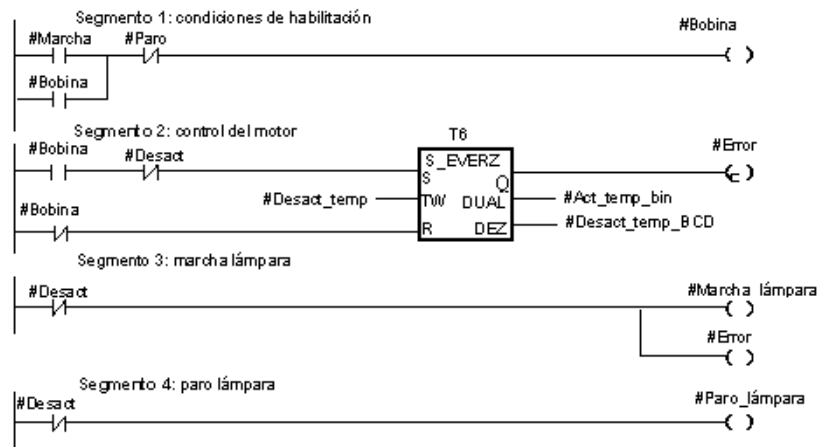 Segmento 1: condiciones de habilitación
#Bobina
#Marcha #Paro
#Bobina
Segmento 2: control del motor
T6
#Bobina
#Desact
#Error
S_EVERZ
S
Q
#Desact_temp
TW DUAL
#Act_temp_bin
#Bobina
#Desact_temp_BCD
R DEZ
Segmento 3: marcha lámpara
#Desact
#Marcha lámpara
#Error
Segmento 4: paro lámpara
#Desact
#Paro_lámpara